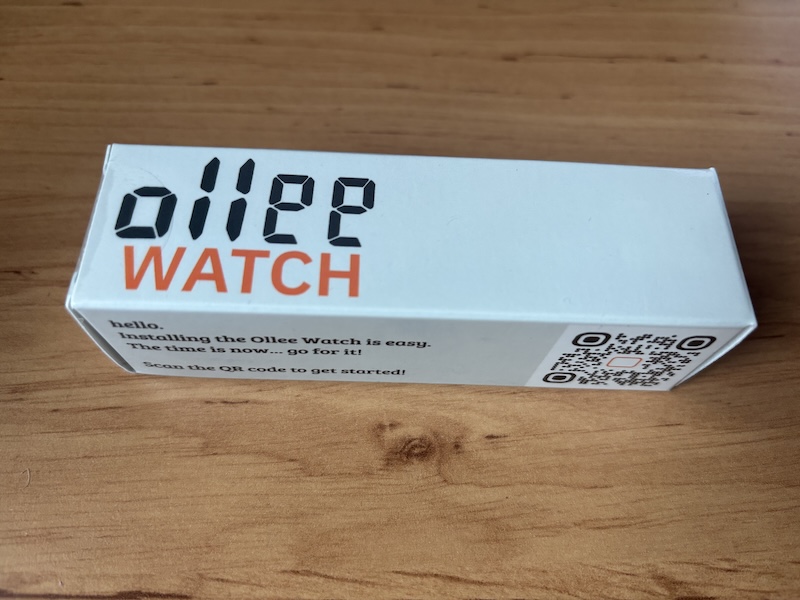 ollee
WATCH
hello.
Installing the Ollee Watch is easy.
The time is now... go for it!
Scan the QR code to get started!